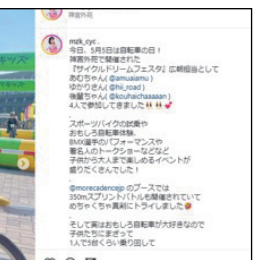 神宮外苑
mzk_cyc .
今日、5月5日は自転車の日！
神宮外苑で開催された
『サイクルドリームフェスタ』広報担当として
あむちゃん( @amuaiamu )
ゆかりさん( @hii_road )
後輩ちゃん( @kouhaichaaaaan )
4人で参加してきました🙌🙌💕
.
スポーツバイクの試乗や
おもしろ自転車体験、
BMX選手のパフォーマンスや
著名人のトークショーなどなど
子供から大人まで楽しめるイベントが
盛りだくさんでした！
.
@morecadencejp のブースでは
350mスプリントバトルも開催されていて
めちゃくちゃ真剣にトライしました
.
そして実はおもしろ自転車が大好きなので
子供たちにまざって
1人で5台くらい乗り回して